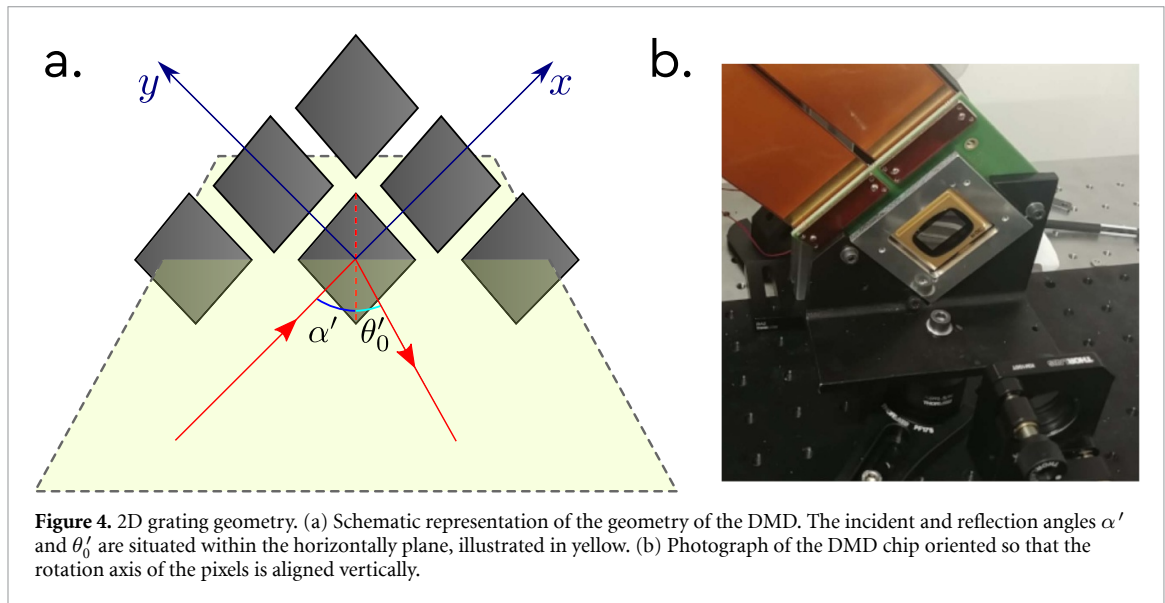 a.
b.
y
x
α′
θ′₀
THORLABS
Figure 4. 2D grating geometry. (a) Schematic representation of the geometry of the DMD. The incident and reflection angles α′
and θ′₀ are situated within the horizontally plane, illustrated in yellow. (b) Photograph of the DMD chip oriented so that the
rotation axis of the pixels is aligned vertically.